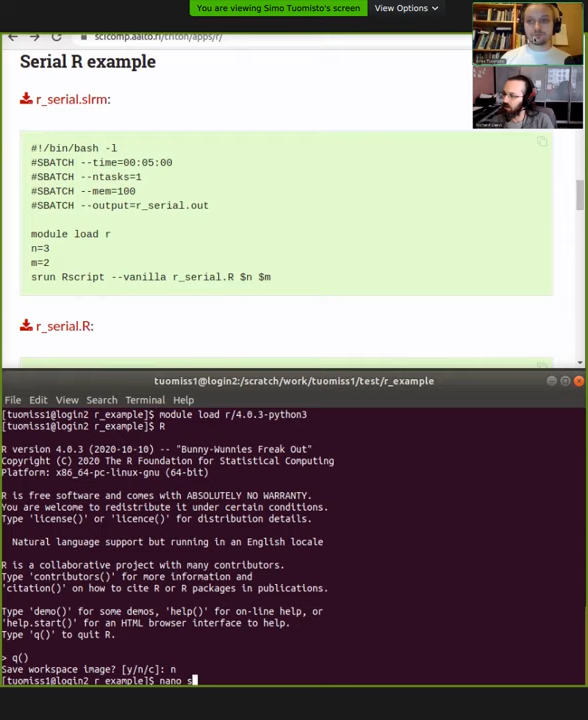 You are viewing Simo Tuomisto's screen
View Options
scicomp.aalto.fi/triton/apps/r/
Serial R example
r_serial.slrm:
#!/bin/bash -l
#SBATCH --time=00:05:00
#SBATCH --ntasks=1
#SBATCH --mem=100
#SBATCH --output=r_serial.out
module load r
n=3
m=2
srun Rscript --vanilla r_serial.R $n $m
r_serial.R:
tuomiss1@login2:/scratch/work/tuomiss1/test/r_example
File Edit View Search Terminal Help
[tuomiss1@login2 r_example]$ module load r/4.0.3-python3
[tuomiss1@login2 r_example]$ R
R version 4.0.3 (2020-10-10) -- "Bunny-Wunnies Freak Out"
Copyright (C) 2020 The R Foundation for Statistical Computing
Platform: x86_64-pc-linux-gnu (64-bit)
R is free software and comes with ABSOLUTELY NO WARRANTY.
You are welcome to redistribute it under certain conditions.
Type 'license()' or 'licence()' for distribution details.
Natural language support but running in an English locale
R is a collaborative project with many contributors.
Type 'contributors()' for more information and
'citation()' on how to cite R or R packages in publications.
Type 'demo()' for some demos, 'help()' for on-line help, or
'help.start()' for an HTML browser interface to help.
Type 'q()' to quit R.
> q()
Save workspace image? [y/n/c]: n
[tuomiss1@login2 r_example]$ nano s